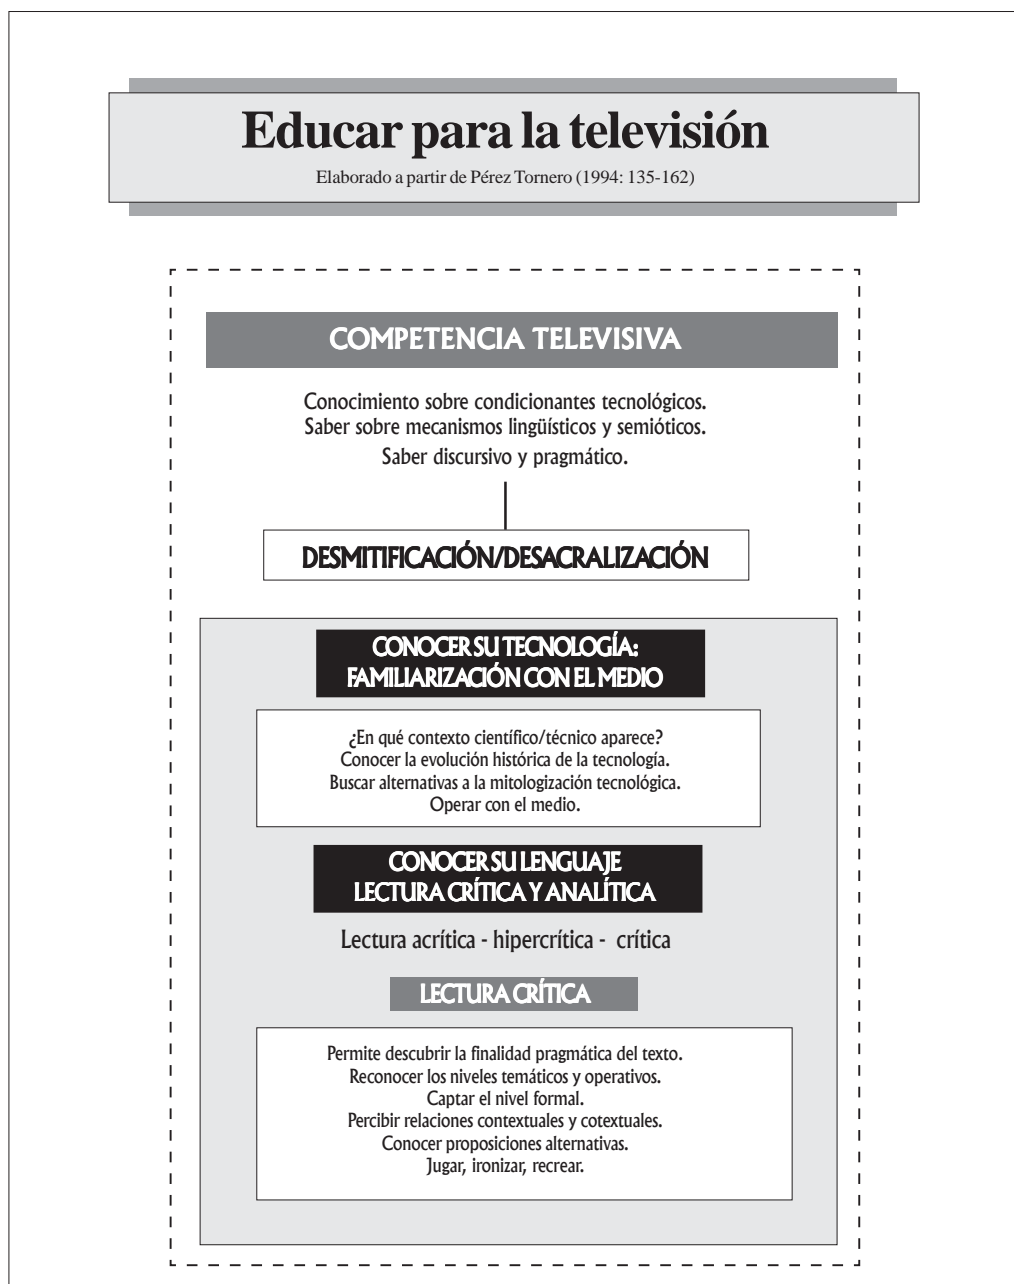 Educar para la televisión
Elaborado a partir de Pérez Tornero (1994: 135-162)
COMPETENCIA TELEVISIVA
Conocimiento sobre condicionantes tecnológicos.
Saber sobre mecanismos lingüísticos y semióticos.
Saber discursivo y pragmático.
DESMITIFICACIÓN/DESACRALIZACIÓN
CONOCER SU TECNOLOGÍA:
FAMILIARIZACIÓN CON EL MEDIO
¿En qué contexto científico/técnico aparece?
Conocer la evolución histórica de la tecnología.
Buscar alternativas a la mitologización tecnológica.
Operar con el medio.
CONOCER SU LENGUAJE
LECTURA CRÍTICA Y ANALÍTICA
Lectura acrítica - hipercrítica - crítica
LECTURA CRÍTICA
Permite descubrir la finalidad pragmática del texto.
Reconocer los niveles temáticos y operativos.
Captar el nivel formal.
Percibir relaciones contextuales y cotextuales.
Conocer proposiciones alternativas.
Jugar, ironizar, recrear.